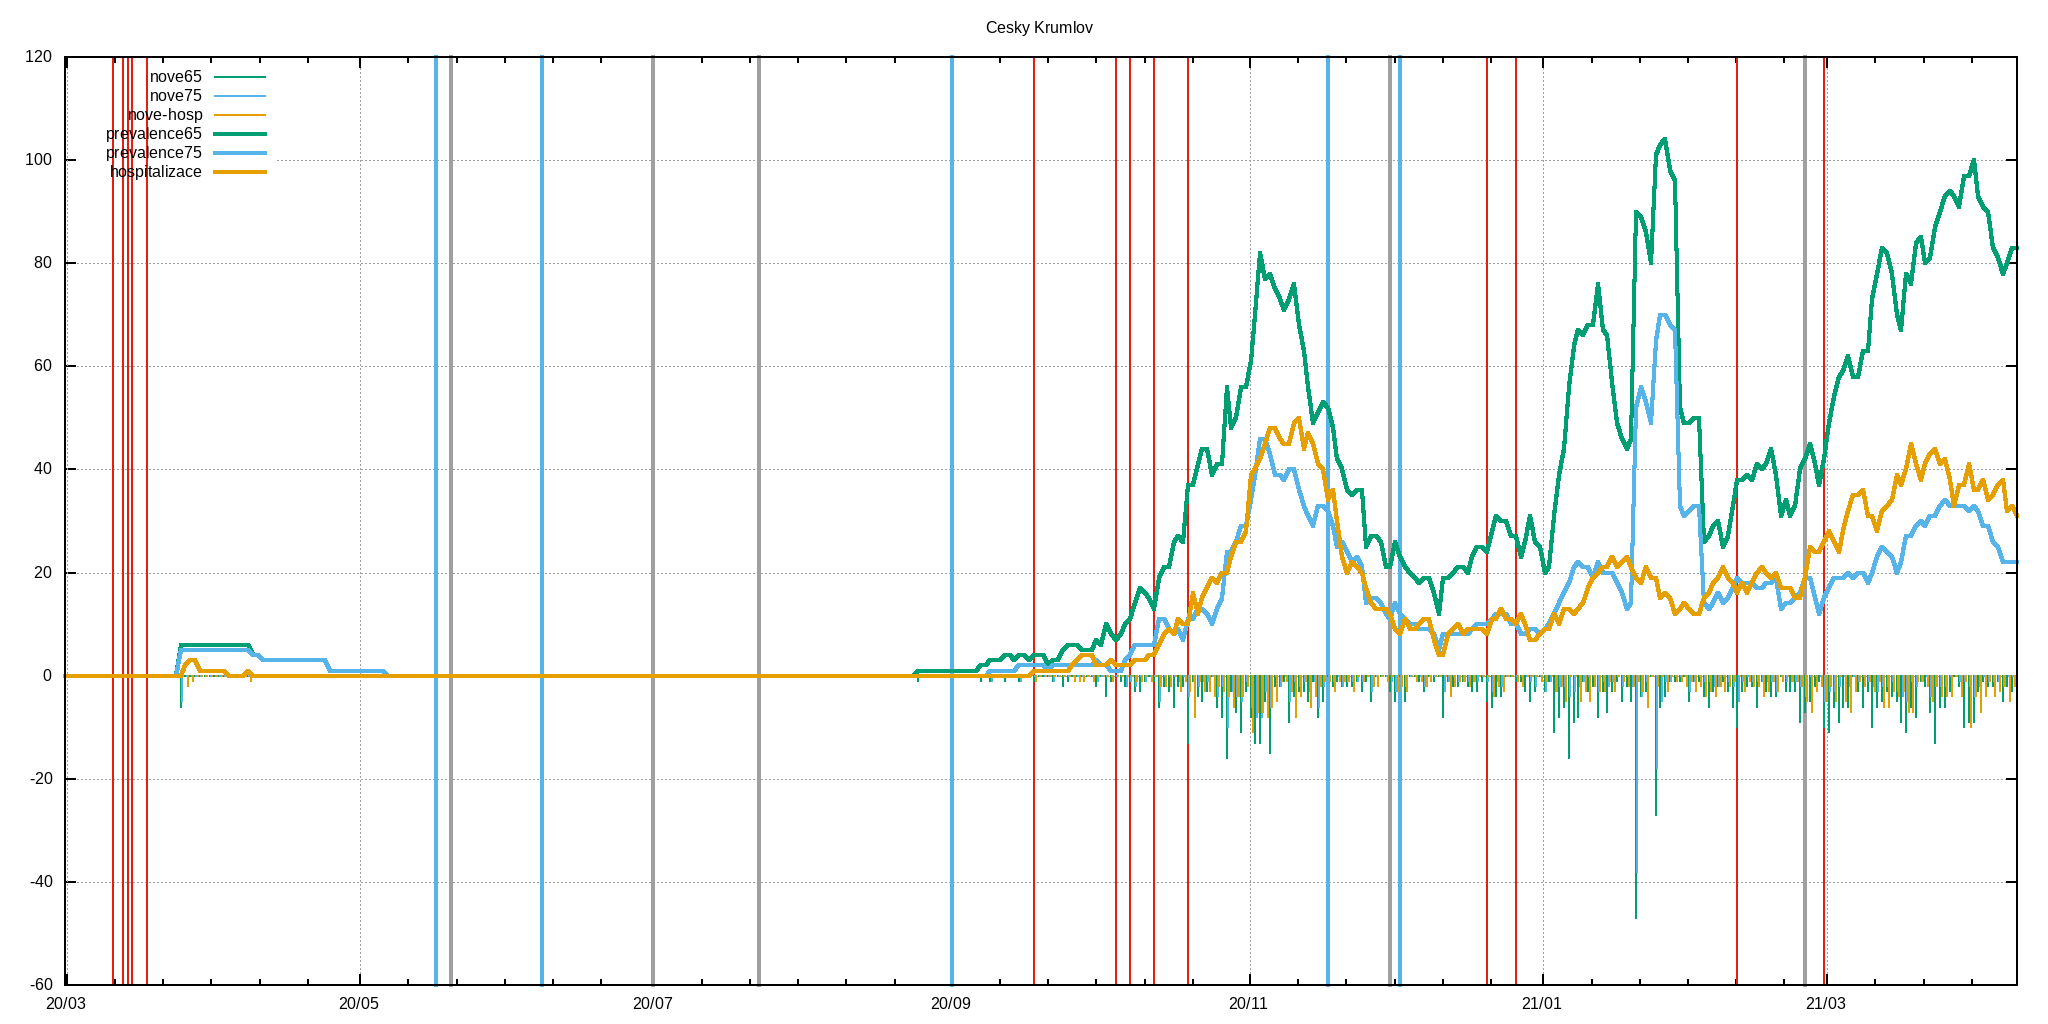 Cesky Krumlov
120
nove65
nove75
nove-hosp
prevalence65
prevalence75
hospitalizace
100
80
60
40
20
0
-20
-40
-60
20/03 20/05 20/07 20/09 20/11 21/01 21/03